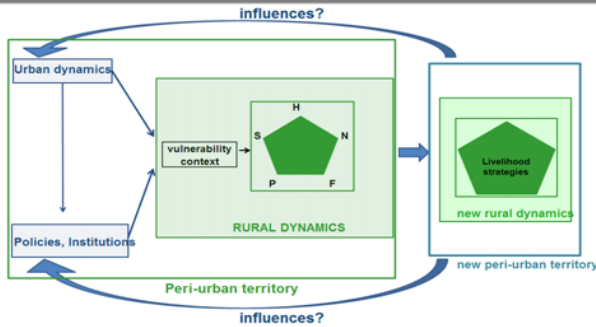 influences?
Urban dynamics
H
S
N
vulnerability
context
P
F
Livelihood
strategies
new rural dynamics
RURAL DYNAMICS
Policies, Institutions
new peri-urban territory
Peri-urban territory
influences?